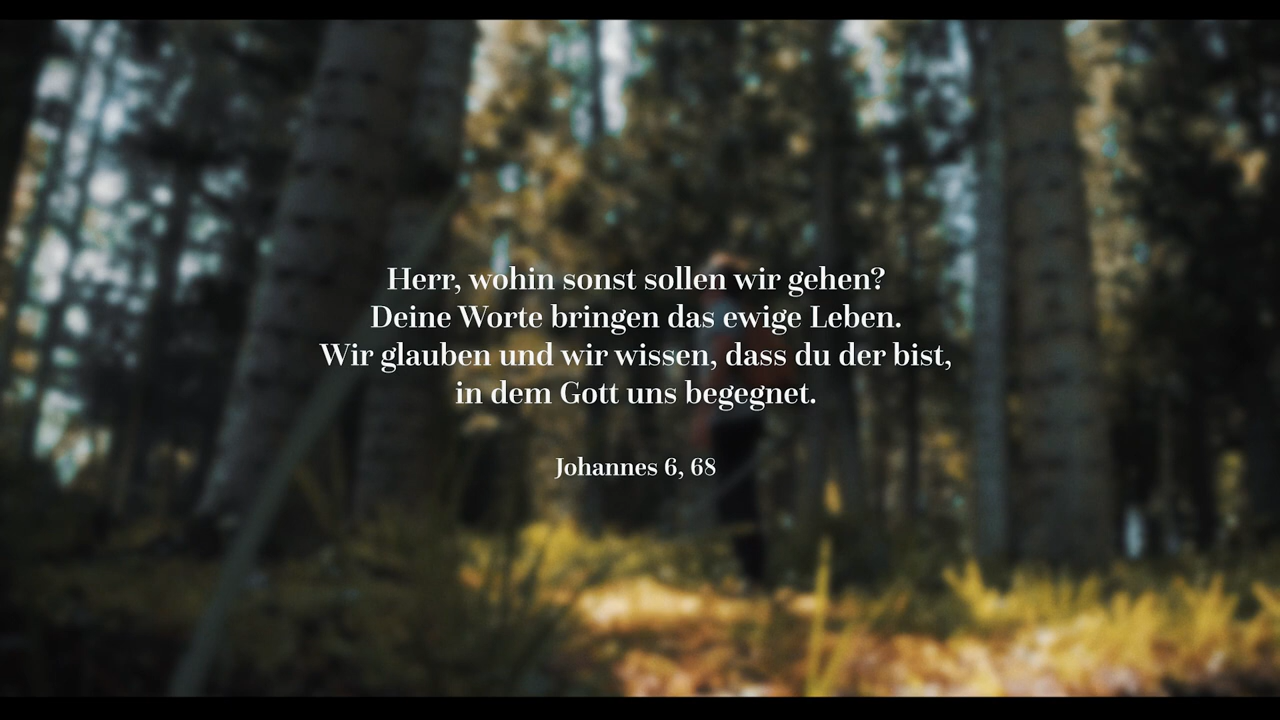 Herr, wohin sonst sollen wir gehen?
Deine Worte bringen das ewige Leben.
Wir glauben und wir wissen, dass du der bist,
in dem Gott uns begegnet.
Johannes 6, 68